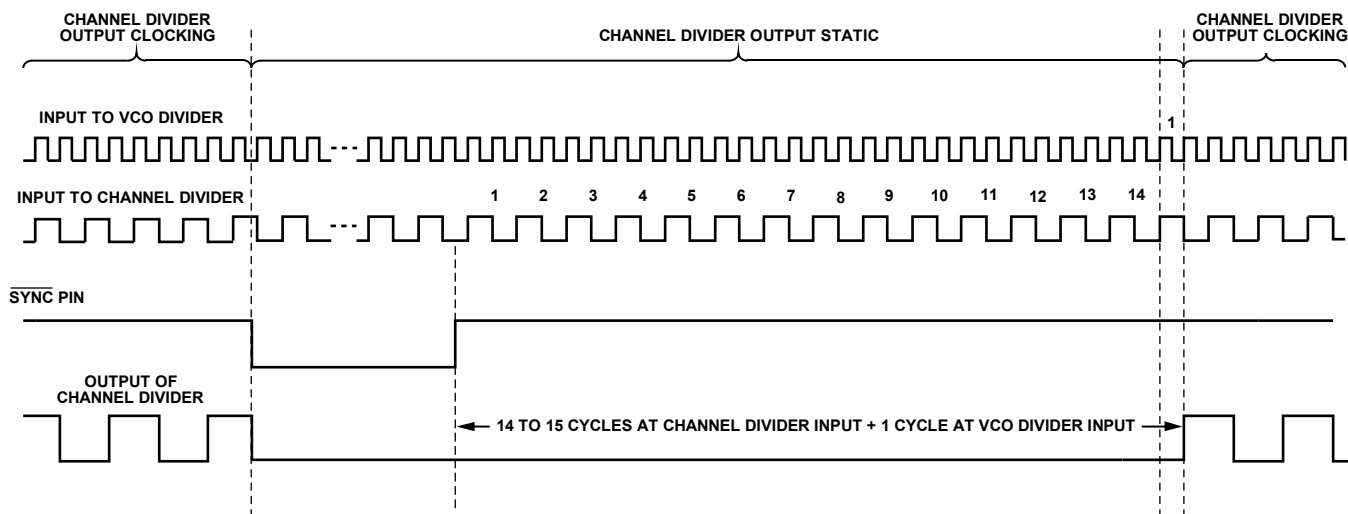 CHANNEL DIVIDER
OUTPUT CLOCKING
CHANNEL DIVIDER OUTPUT STATIC
CHANNEL DIVIDER
OUTPUT CLOCKING
INPUT TO VCO DIVIDER
1
INPUT TO CHANNEL DIVIDER
1 2 3 4 5 6 7 8 9 10 11 12 13 14
SYNC PIN
OUTPUT OF
CHANNEL DIVIDER
14 TO 15 CYCLES AT CHANNEL DIVIDER INPUT + 1 CYCLE AT VCO DIVIDER INPUT